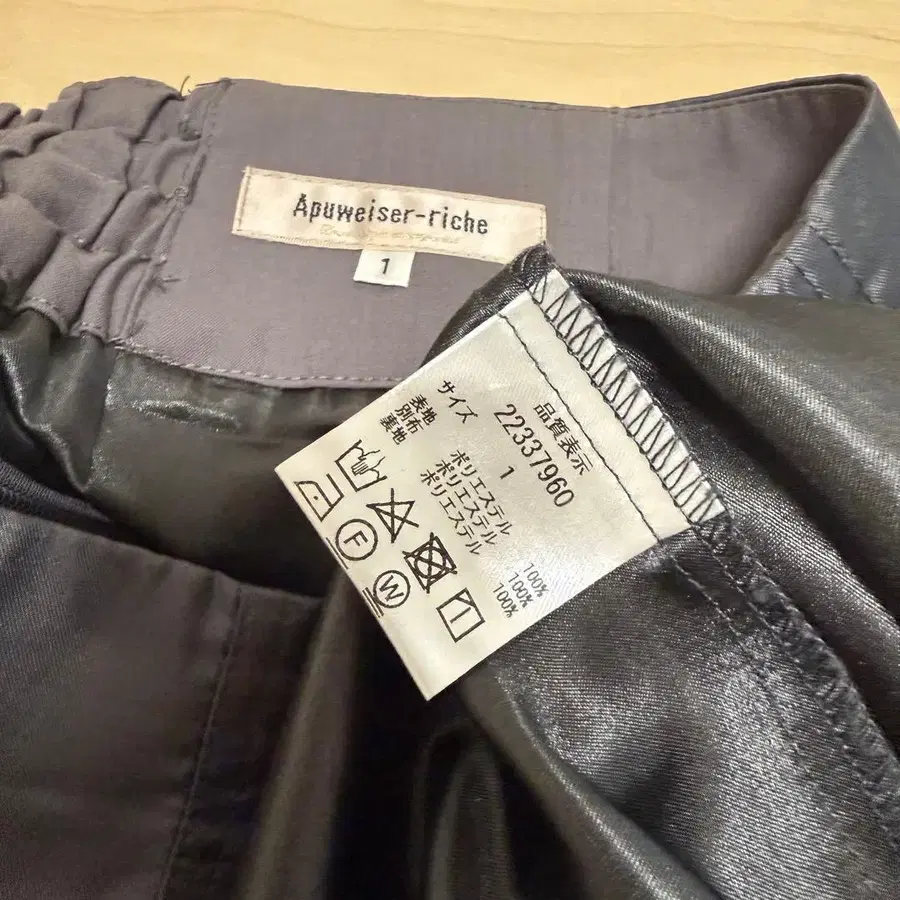 Apuweiser-riche
1
品質表示
22337960
サイズ 1
表地 ポリエステル 100%
別布 ポリエステル 100%
裏地 ポリエステル 100%
F
W